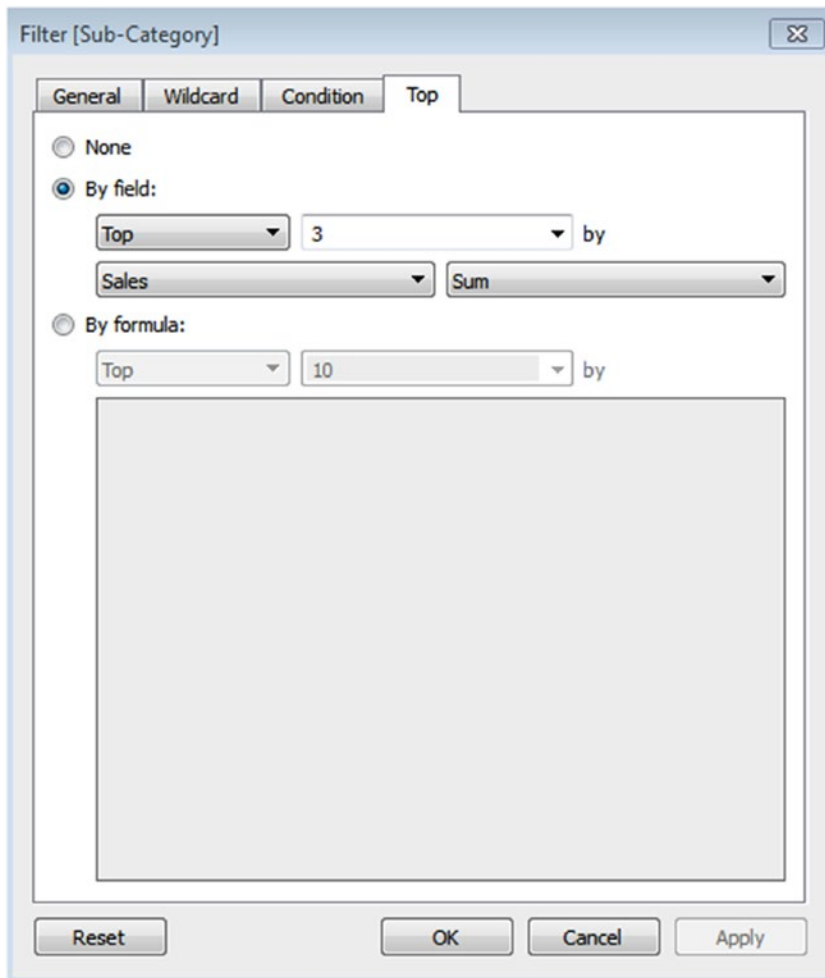 Filter [Sub-Category]
General Wildcard Condition Top
None
By field:
Top 3 by
Sales Sum
By formula:
Top 10 by
Reset OK Cancel Apply